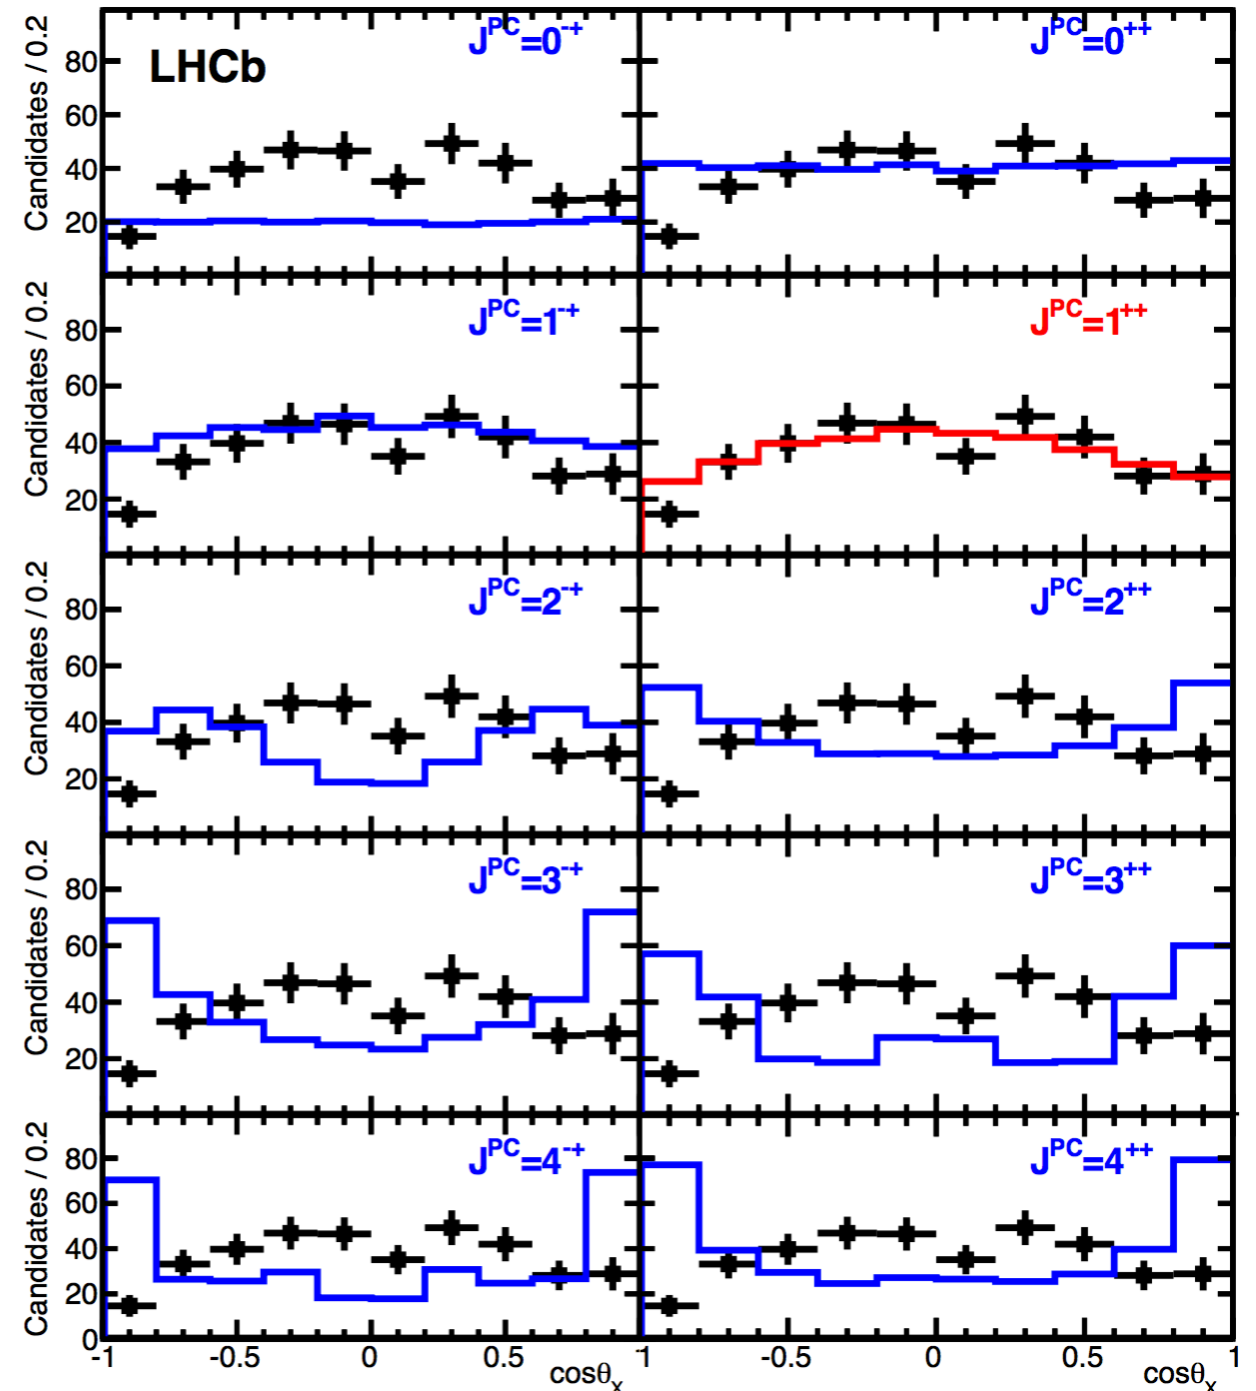 LHCb
J^PC=0^-+
J^PC=0^++
Candidates / 0.2
80
60
40
20
J^PC=1^-+
J^PC=1^++
Candidates / 0.2
80
60
40
20
J^PC=2^-+
J^PC=2^++
Candidates / 0.2
80
60
40
20
J^PC=3^-+
J^PC=3^++
Candidates / 0.2
80
60
40
20
J^PC=4^-+
J^PC=4^++
Candidates / 0.2
80
60
40
20
0
-1 -0.5 0 0.5 1 -0.5 0 0.5 1
cosθ_x cosθ_x